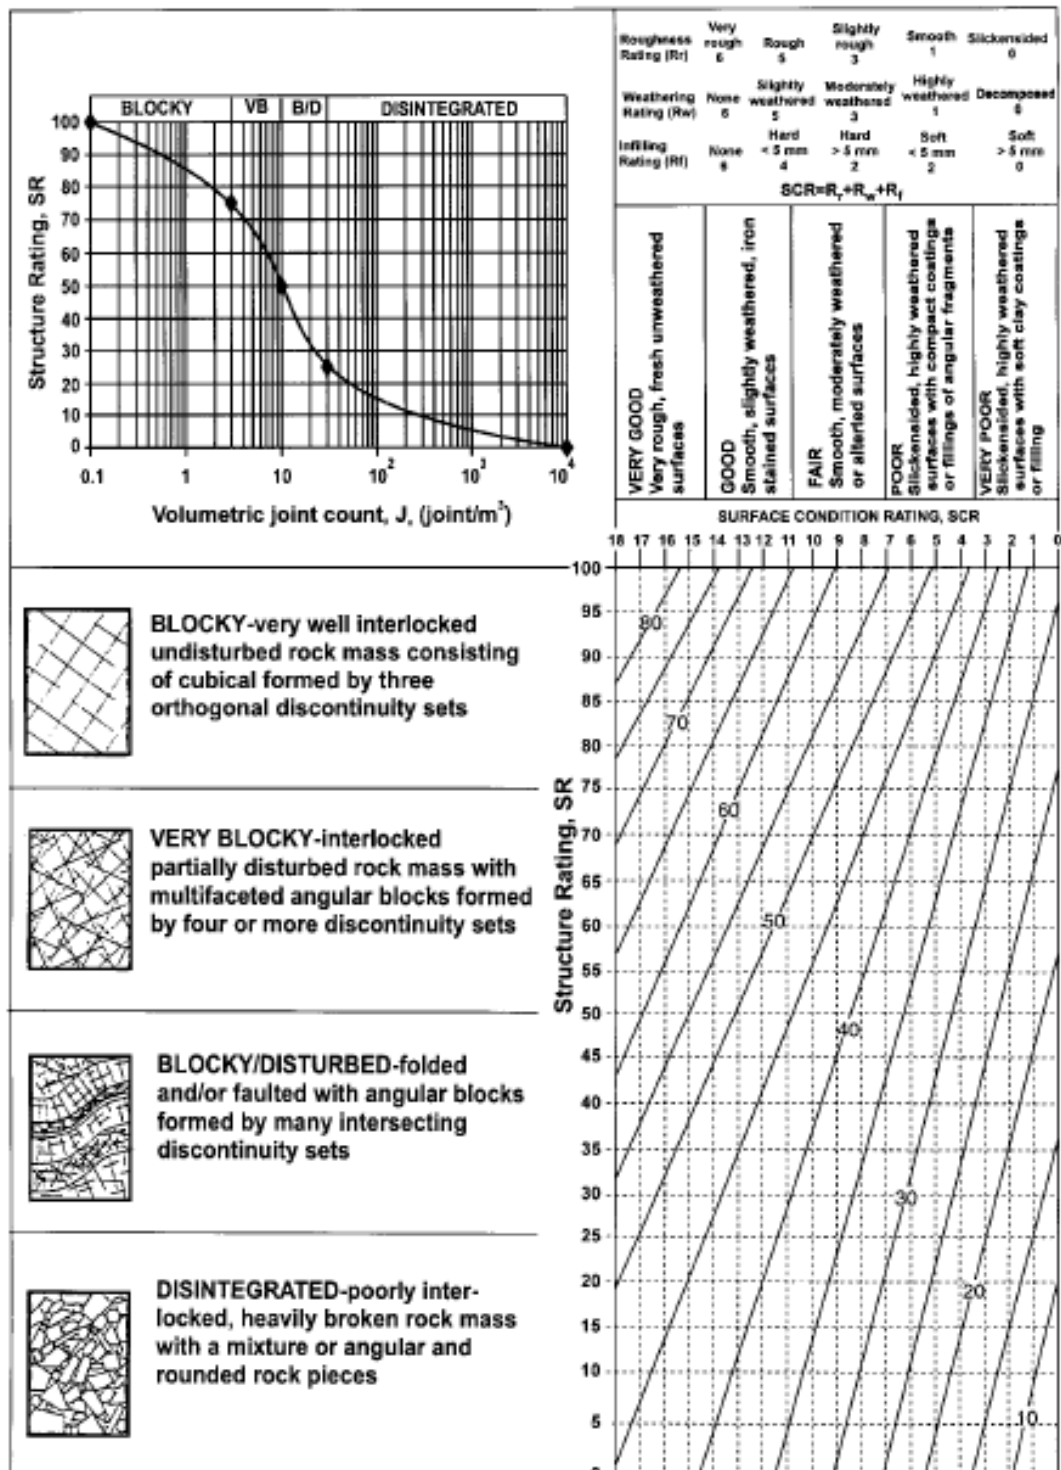 Roughness Rating (Rr) Very rough 6 Rough 5 Slightly rough 3 Smooth 1 Slickensided 0
Weathering Rating (Rw) None 6 Slightly weathered 5 Moderately weathered 3 Highly weathered 1 Decomposed 0
Infilling Rating (Rf) None 6 Hard < 5 mm 4 Hard > 5 mm 2 Soft < 5 mm 2 Soft > 5 mm 0
SCR=Rr+Rw+Rf
BLOCKY VB B/D DISINTEGRATED
Structure Rating, SR
100
90
80
70
60
50
40
30
20
10
0
0.1 1 10 10² 10³ 10⁴
Volumetric joint count, Jv (joint/m³)
VERY GOOD
Very rough, fresh unweathered
surfaces
GOOD
Smooth, slightly weathered, iron
stained surfaces
FAIR
Smooth, moderately weathered
or alterted surfaces
POOR
Slickensided, highly weathered
surfaces with compact coatings
or fillings of angular fragments
VERY POOR
Slickensided, highly weathered
surfaces with soft clay coatings
or filling
SURFACE CONDITION RATING, SCR
18 17 16 15 14 13 12 11 10 9 8 7 6 5 4 3 2 1 0
BLOCKY-very well interlocked
undisturbed rock mass consisting
of cubical formed by three
orthogonal discontinuity sets
VERY BLOCKY-interlocked
partially disturbed rock mass with
multifaceted angular blocks formed
by four or more discontinuity sets
BLOCKY/DISTURBED-folded
and/or faulted with angular blocks
formed by many intersecting
discontinuity sets
DISINTEGRATED-poorly inter-
locked, heavily broken rock mass
with a mixture or angular and
rounded rock pieces
Structure Rating, SR
100
95
90
85
80
75
70
65
60
55
50
45
40
35
30
25
20
15
10
5
80
70
60
50
40
30
20
10